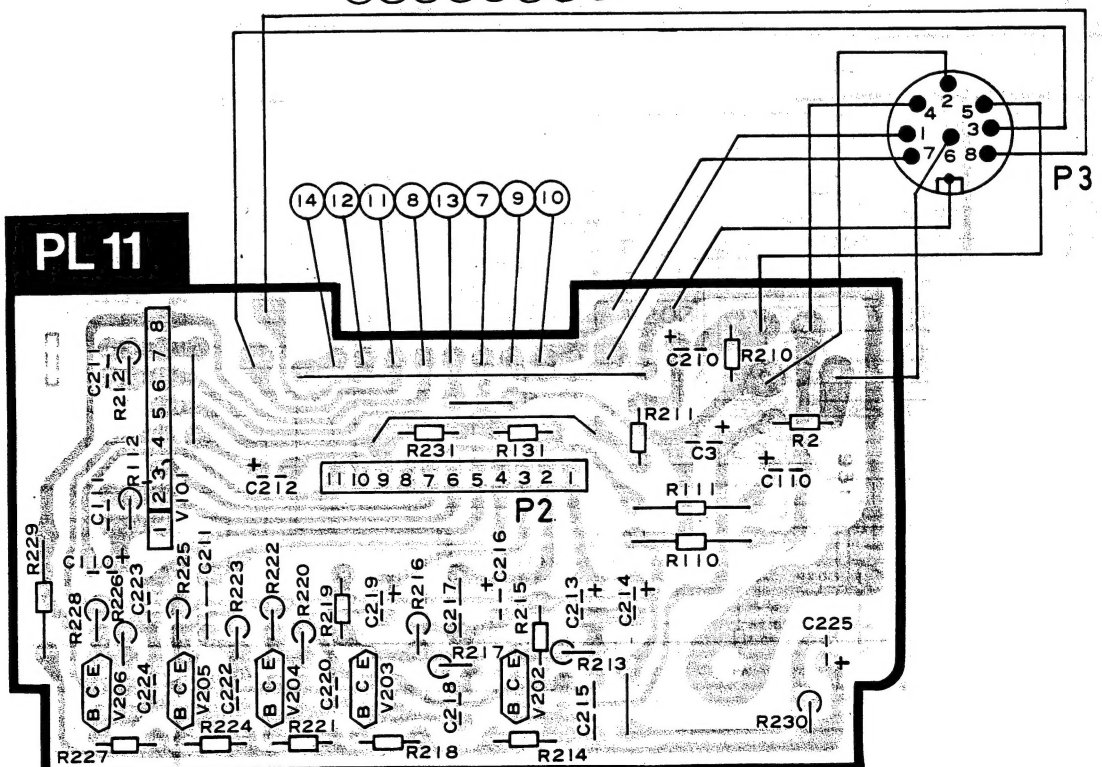 2
4
5
1
3
7
6
8
P3
14 12 11 8 13 7 9 10
PL 11
8
7
6
5
4
3
2
1
C211
R212
R112
C111
V101
C212
C210
R210
R211
C3
R2
C110
R231
R131
11 10 9 8 7 6 5 4 3 2 1
P2
R111
R110
R229
C110
R228
R226
C223
R225
C211
R223
R222
R220
R219
C219
R216
C217
C216
R215
C213
C214
C225
R217
R213
B C E
V206
C224
B C E
V205
C222
B C E
V204
C220
B C E
V203
C218
B C E
V202
C215
R230
R227
R224
R221
R218
R214